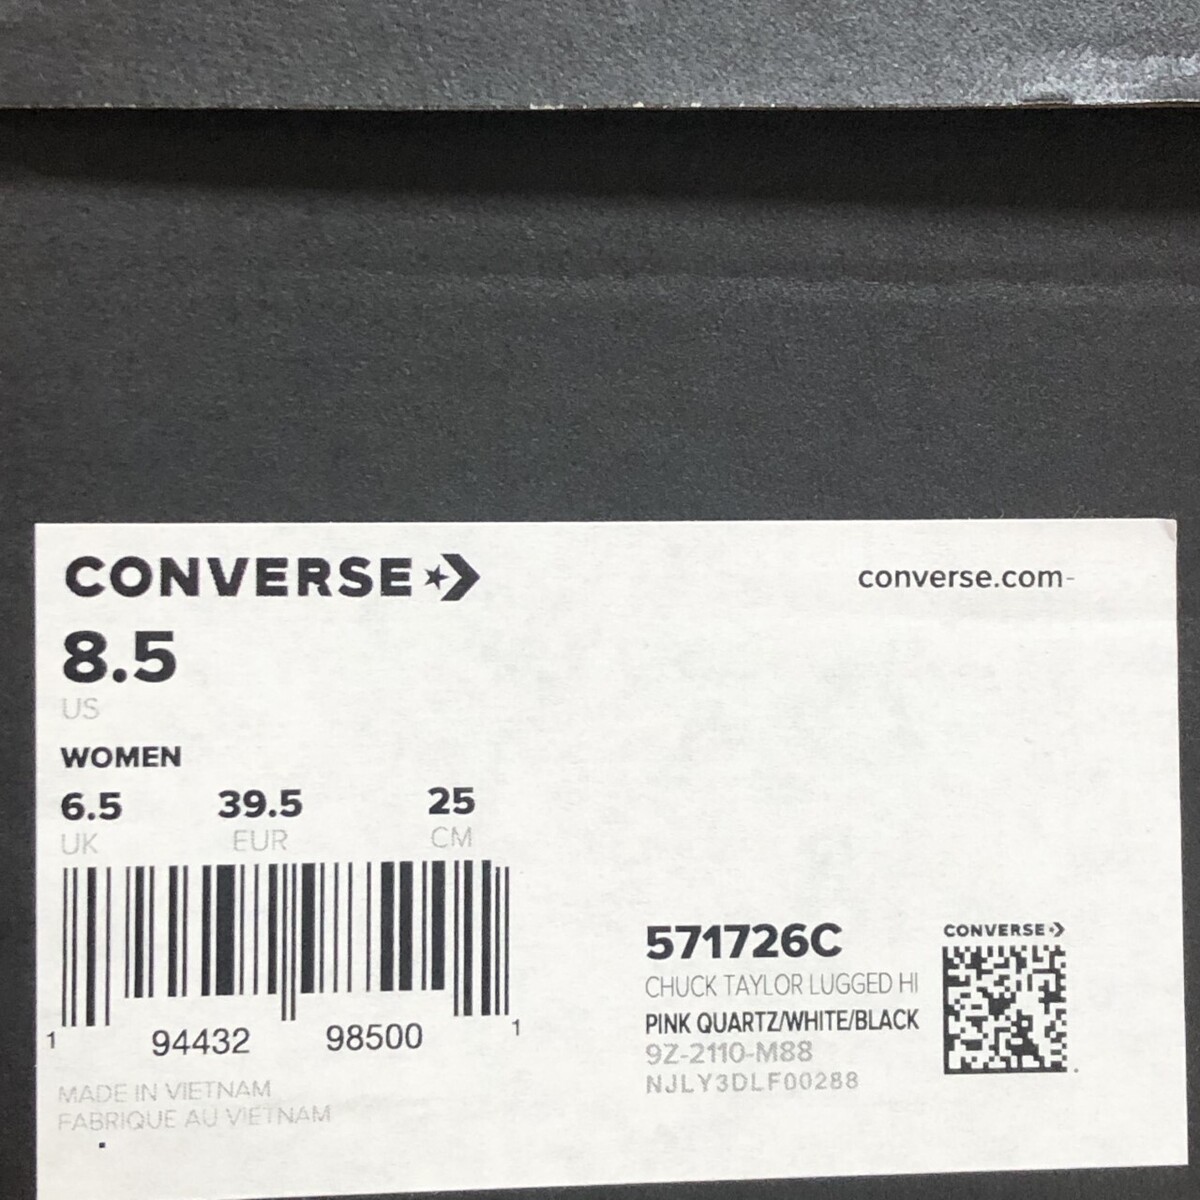 CONVERSE
converse.com-
8.5
US
WOMEN
6.5 39.5 25
UK EUR CM
1 94432 98500 1
MADE IN VIETNAM
FABRIQUE AU VIETNAM
571726C
CHUCK TAYLOR LUGGED HI
PINK QUARTZ/WHITE/BLACK
9Z-2110-M88
NJLY3DLF00288
CONVERSE